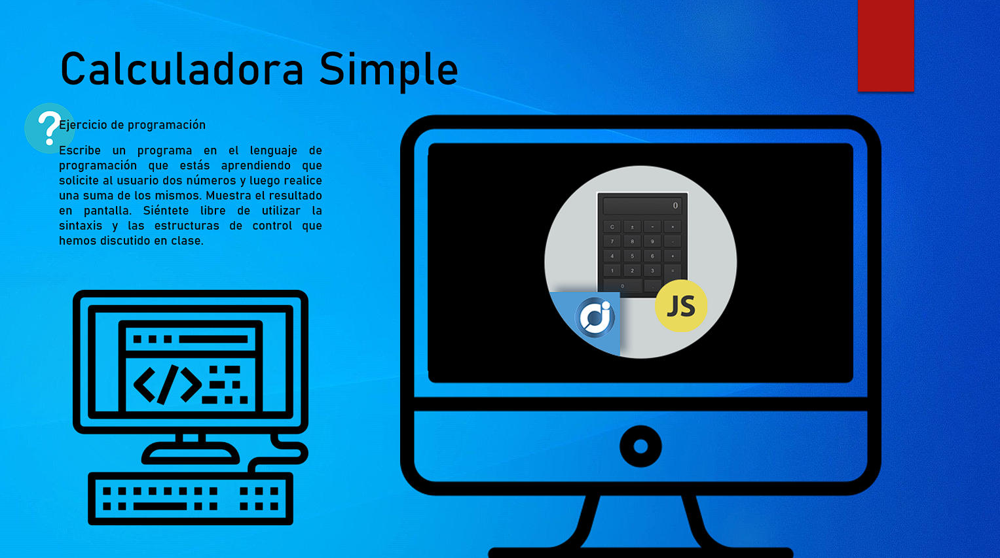 Calculadora Simple
?
Ejercicio de programación
Escribe un programa en el lenguaje de
programación que estás aprendiendo que
solicite al usuario dos números y luego realice
una suma de los mismos. Muestra el resultado
en pantalla. Siéntete libre de utilizar la
sintaxis y las estructuras de control que
hemos discutido en clase.
0
C ± - ×
7 8 9 -
4 5 6 +
1 2 3 =
0 .
JS
</>